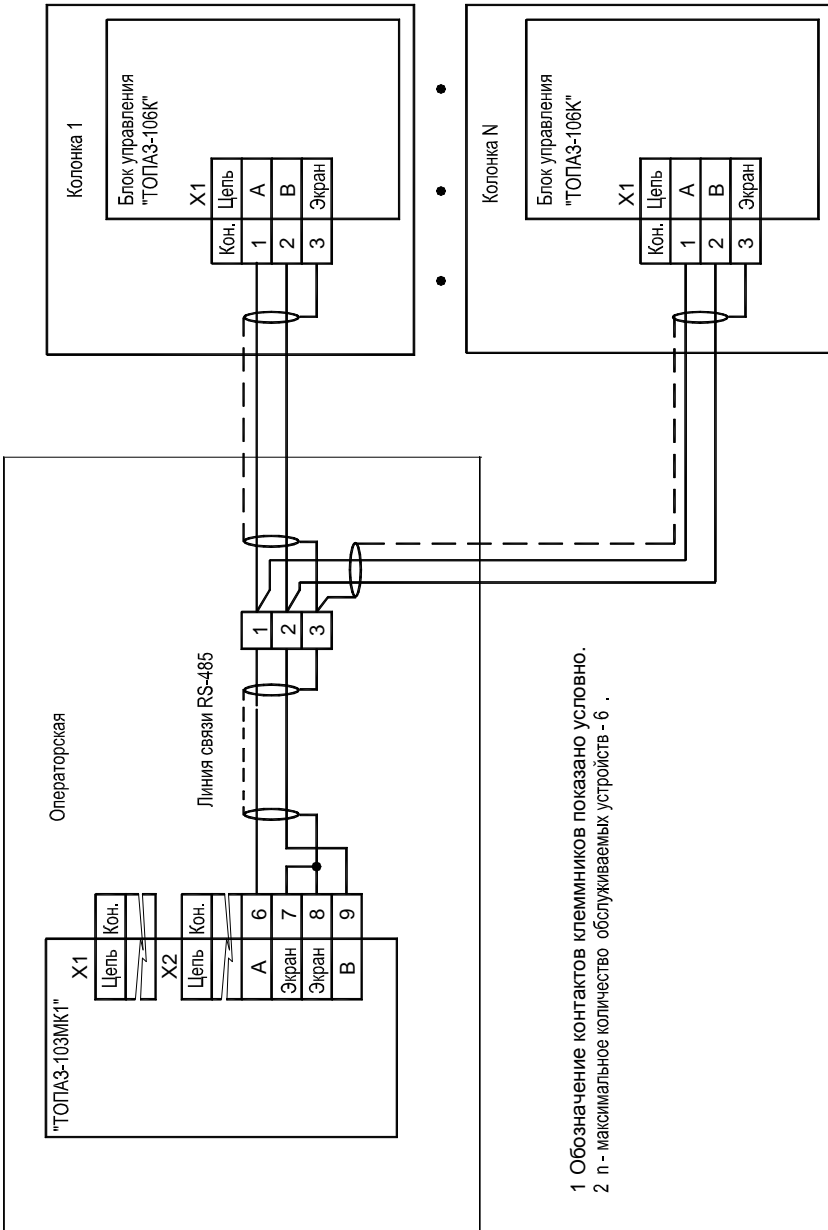 Операторская
"ТОПАЗ-103МК1"
X1
Цепь Кон.
X2
Цепь Кон.
А 6
Экран 7
Экран 8
В 9
Линия связи RS-485
1
2
3
Колонка 1
Блок управления
"ТОПАЗ-106К"
X1
Кон. Цепь
1 А
2 В
3 Экран
Колонка N
Блок управления
"ТОПАЗ-106К"
X1
Кон. Цепь
1 А
2 В
3 Экран
1 Обозначение контактов клеммников показано условно.
2 n - максимальное количество обслуживаемых устройств - 6 .